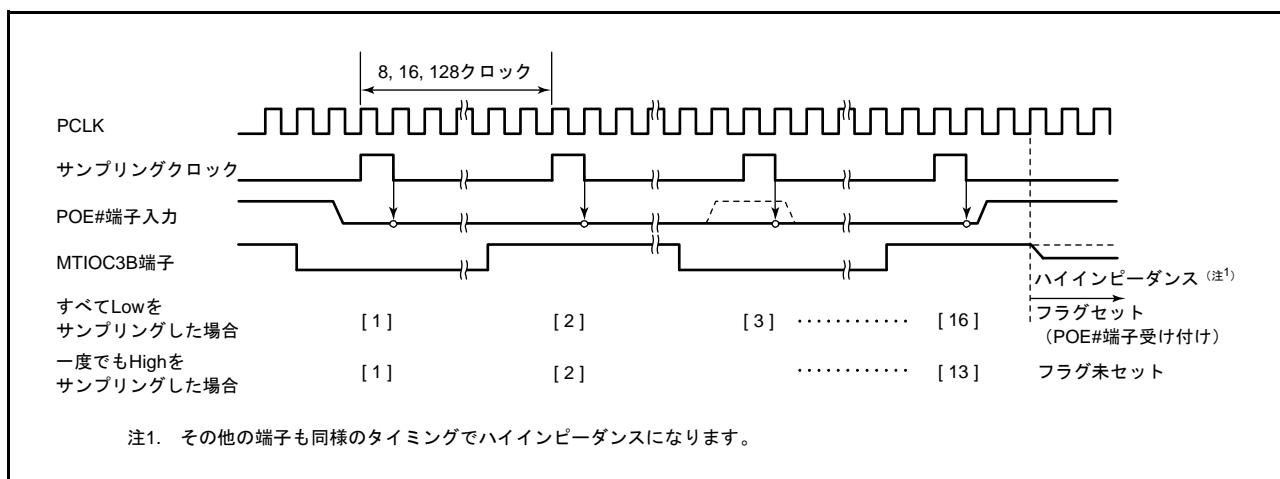 8, 16, 128クロック
PCLK
サンプリングクロック
POE#端子入力
MTIOC3B端子
ハイインピーダンス（注1）
すべてLowを
サンプリングした場合
[ 1 ] [ 2 ] [ 3 ] ············ [ 16 ]
フラグセット
（POE#端子受け付け）
一度でもHighを
サンプリングした場合
[ 1 ] [ 2 ] ············ [ 13 ] フラグ未セット
注1. その他の端子も同様のタイミングでハイインピーダンスになります。